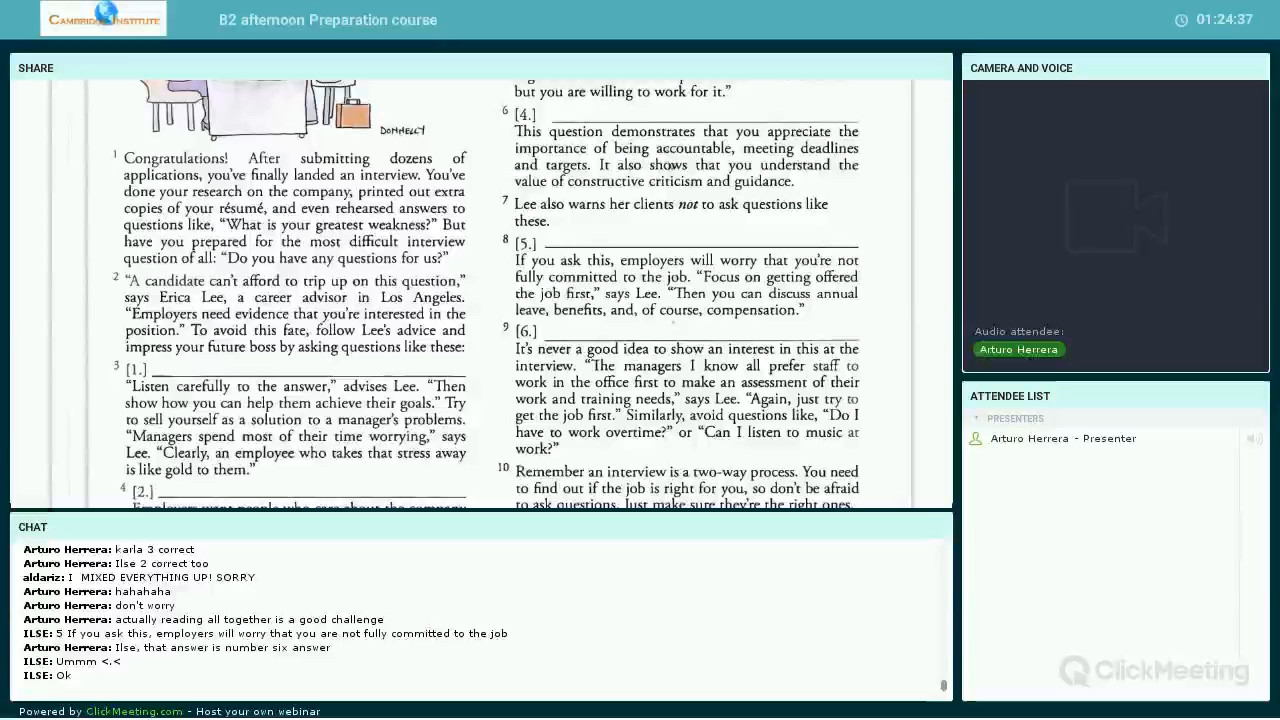 CAMBRIDGE INSTITUTE
B2 afternoon Preparation course
01:24:37
SHARE
DONNELLY
1 Congratulations! After submitting dozens of
applications, you've finally landed an interview. You've
done your research on the company, printed out extra
copies of your résumé, and even rehearsed answers to
questions like, “What is your greatest weakness?” But
have you prepared for the most difficult interview
question of all: “Do you have any questions for us?”
2 “A candidate can't afford to trip up on this question,”
says Erica Lee, a career advisor in Los Angeles.
“Employers need evidence that you're interested in the
position.” To avoid this fate, follow Lee's advice and
impress your future boss by asking questions like these:
3 [1.]
“Listen carefully to the answer,” advises Lee. “Then
show how you can help them achieve their goals.” Try
to sell yourself as a solution to a manager's problems.
“Managers spend most of their time worrying,” says
Lee. “Clearly, an employee who takes that stress away
is like gold to them.”
4 [2.]
Employers want people who care about the company
but you are willing to work for it.”
6 [4.]
This question demonstrates that you appreciate the
importance of being accountable, meeting deadlines
and targets. It also shows that you understand the
value of constructive criticism and guidance.
7 Lee also warns her clients not to ask questions like
these.
8 [5.]
If you ask this, employers will worry that you're not
fully committed to the job. “Focus on getting offered
the job first,” says Lee. “Then you can discuss annual
leave, benefits, and, of course, compensation.”
9 [6.]
It's never a good idea to show an interest in this at the
interview. “The managers I know all prefer staff to
work in the office first to make an assessment of their
work and training needs,” says Lee. “Again, just try to
get the job first.” Similarly, avoid questions like, “Do I
have to work overtime?” or “Can I listen to music at
work?”
10 Remember an interview is a two-way process. You need
to find out if the job is right for you, so don't be afraid
to ask questions. Just make sure they're the right ones.
CAMERA AND VOICE
Audio attendee:
Arturo Herrera
ATTENDEE LIST
PRESENTERS
Arturo Herrera - Presenter
ClickMeeting
CHAT
Arturo Herrera: karla 3 correct
Arturo Herrera: Ilse 2 correct too
aldariz: I MIXED EVERYTHING UP! SORRY
Arturo Herrera: hahahaha
Arturo Herrera: don't worry
Arturo Herrera: actually reading all together is a good challenge
ILSE: 5 If you ask this, employers will worry that you are not fully committed to the job
Arturo Herrera: Ilse, that answer is number six answer
ILSE: Ummm <.<
ILSE: Ok
Powered by ClickMeeting.com - Host your own webinar